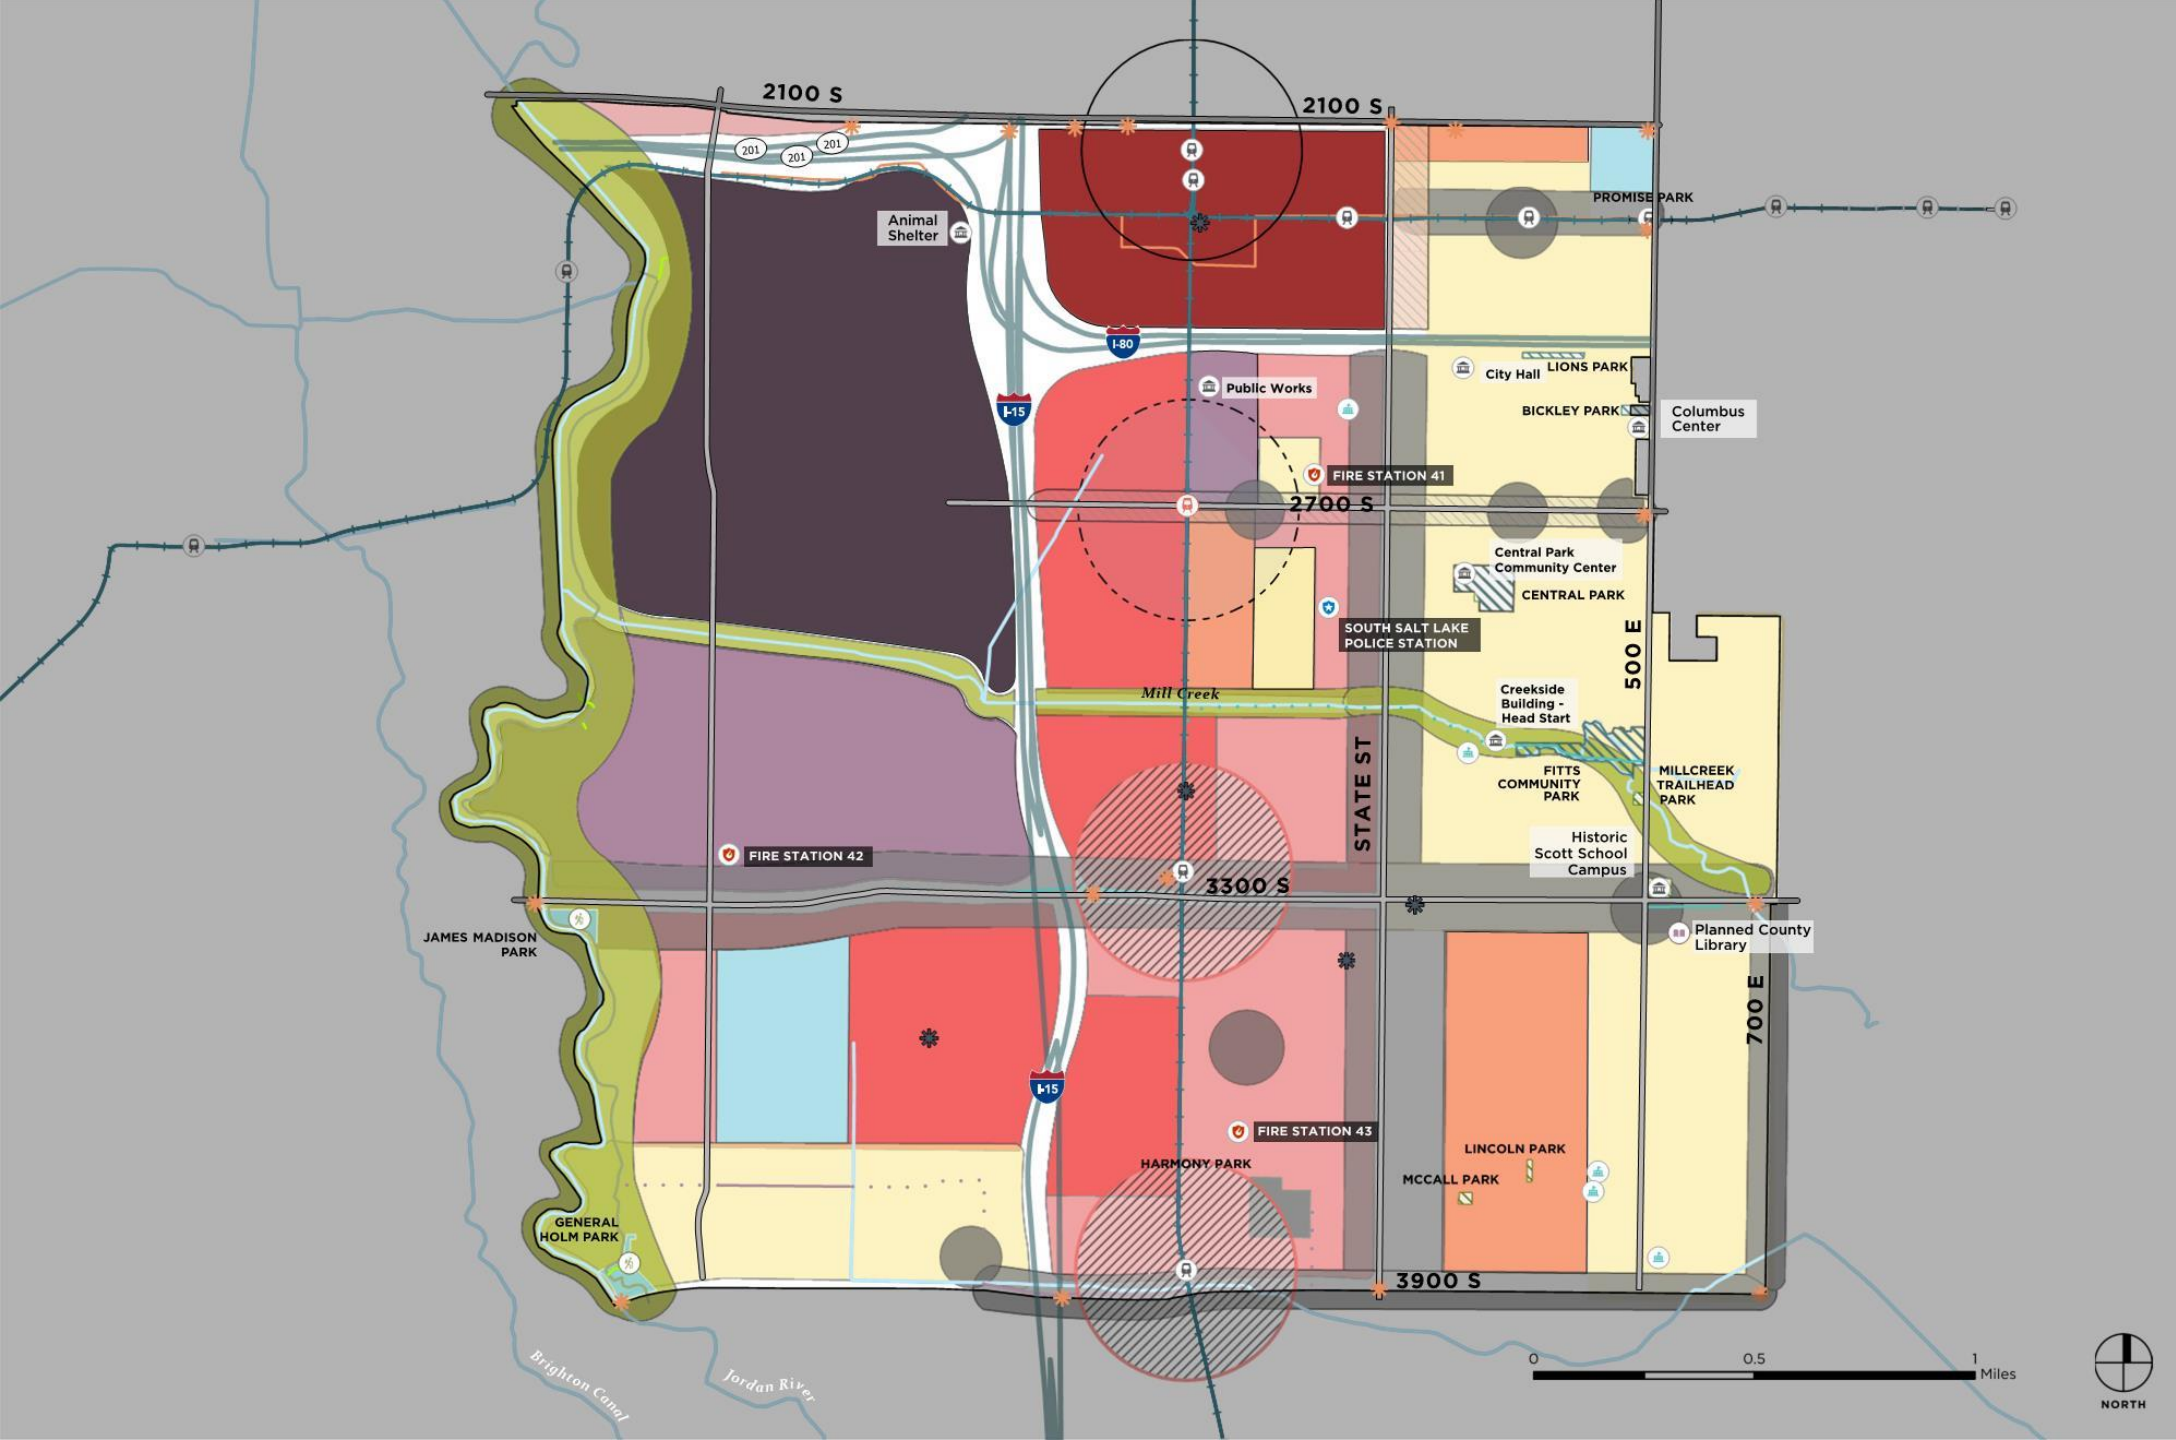 2100 S
2100 S
201
201
201
PROMISE PARK
Animal
Shelter
I-80
City Hall
LIONS PARK
Public Works
I-15
BICKLEY PARK
Columbus
Center
FIRE STATION 41
2700 S
Central Park
Community Center
CENTRAL PARK
SOUTH SALT LAKE
POLICE STATION
500 E
Mill Creek
Creekside
Building -
Head Start
STATE ST
FITTS
COMMUNITY
PARK
MILLCREEK
TRAILHEAD
PARK
Historic
Scott School
Campus
FIRE STATION 42
3300 S
JAMES MADISON
PARK
Planned County
Library
700 E
I-15
FIRE STATION 43
HARMONY PARK
LINCOLN PARK
MCCALL PARK
GENERAL
HOLM PARK
3900 S
Brighton Canal
Jordan River
0 0.5 1
Miles
NORTH